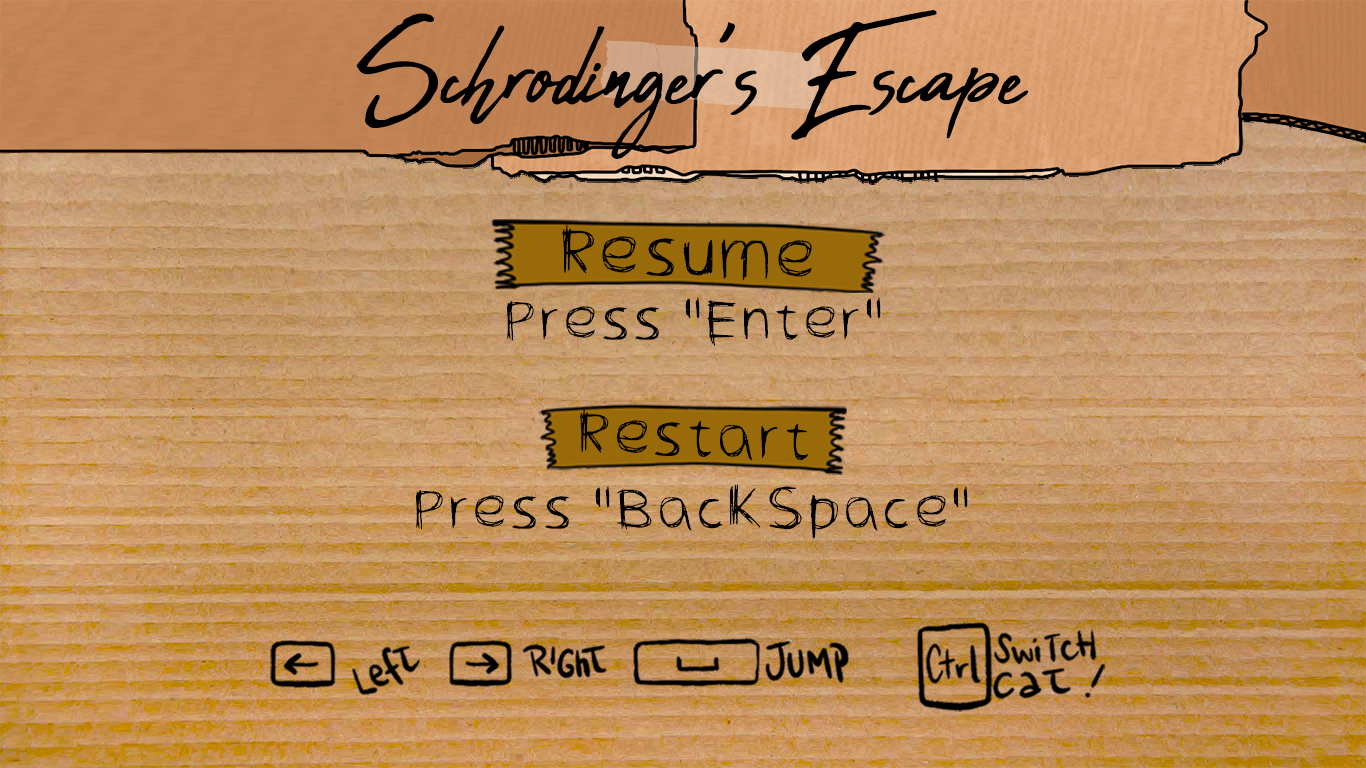 Schrodinger's Escape
Resume
Press "Enter"
Restart
Press "BackSpace"
← Left → RIGhT JUMP Ctrl SWiTCH CaT!